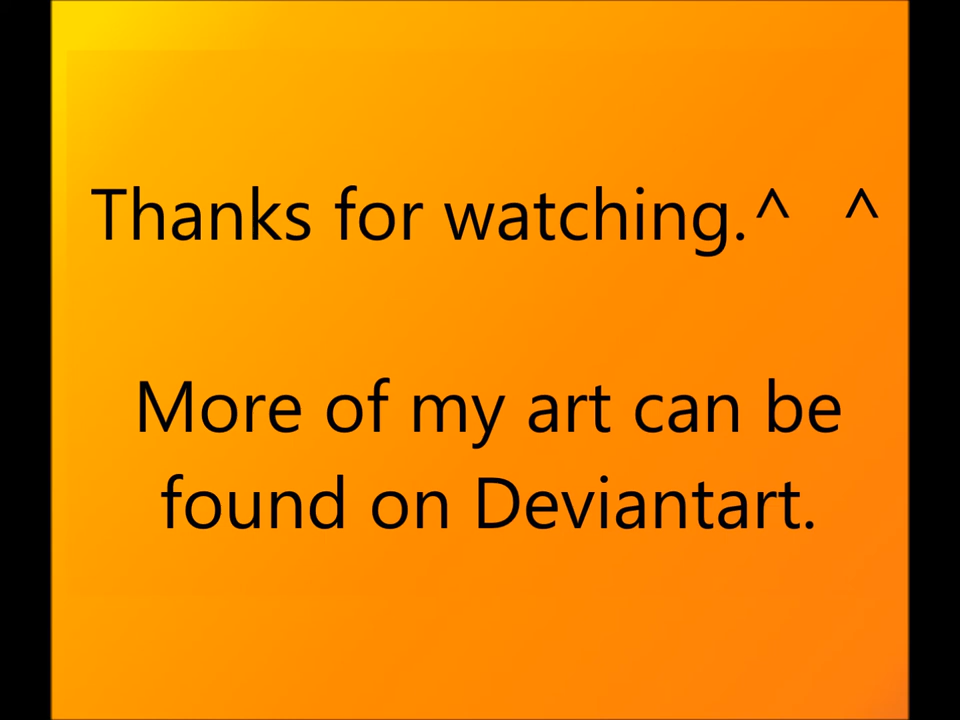 Thanks for watching.^  ^
More of my art can be
found on Deviantart.